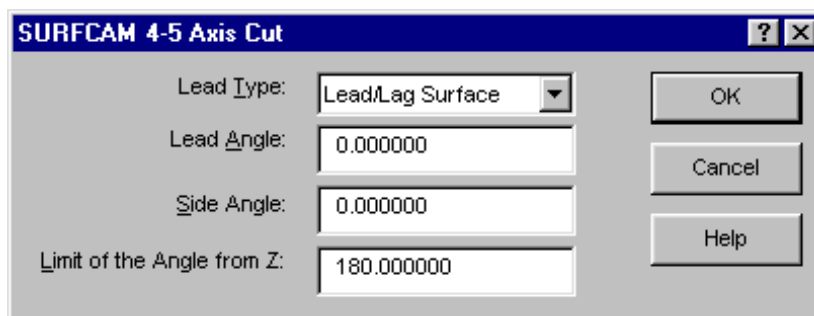 SURFCAM 4-5 Axis Cut
Lead Type: Lead/Lag Surface
OK
Lead Angle: 0.000000
Cancel
Side Angle: 0.000000
Help
Limit of the Angle from Z: 180.000000